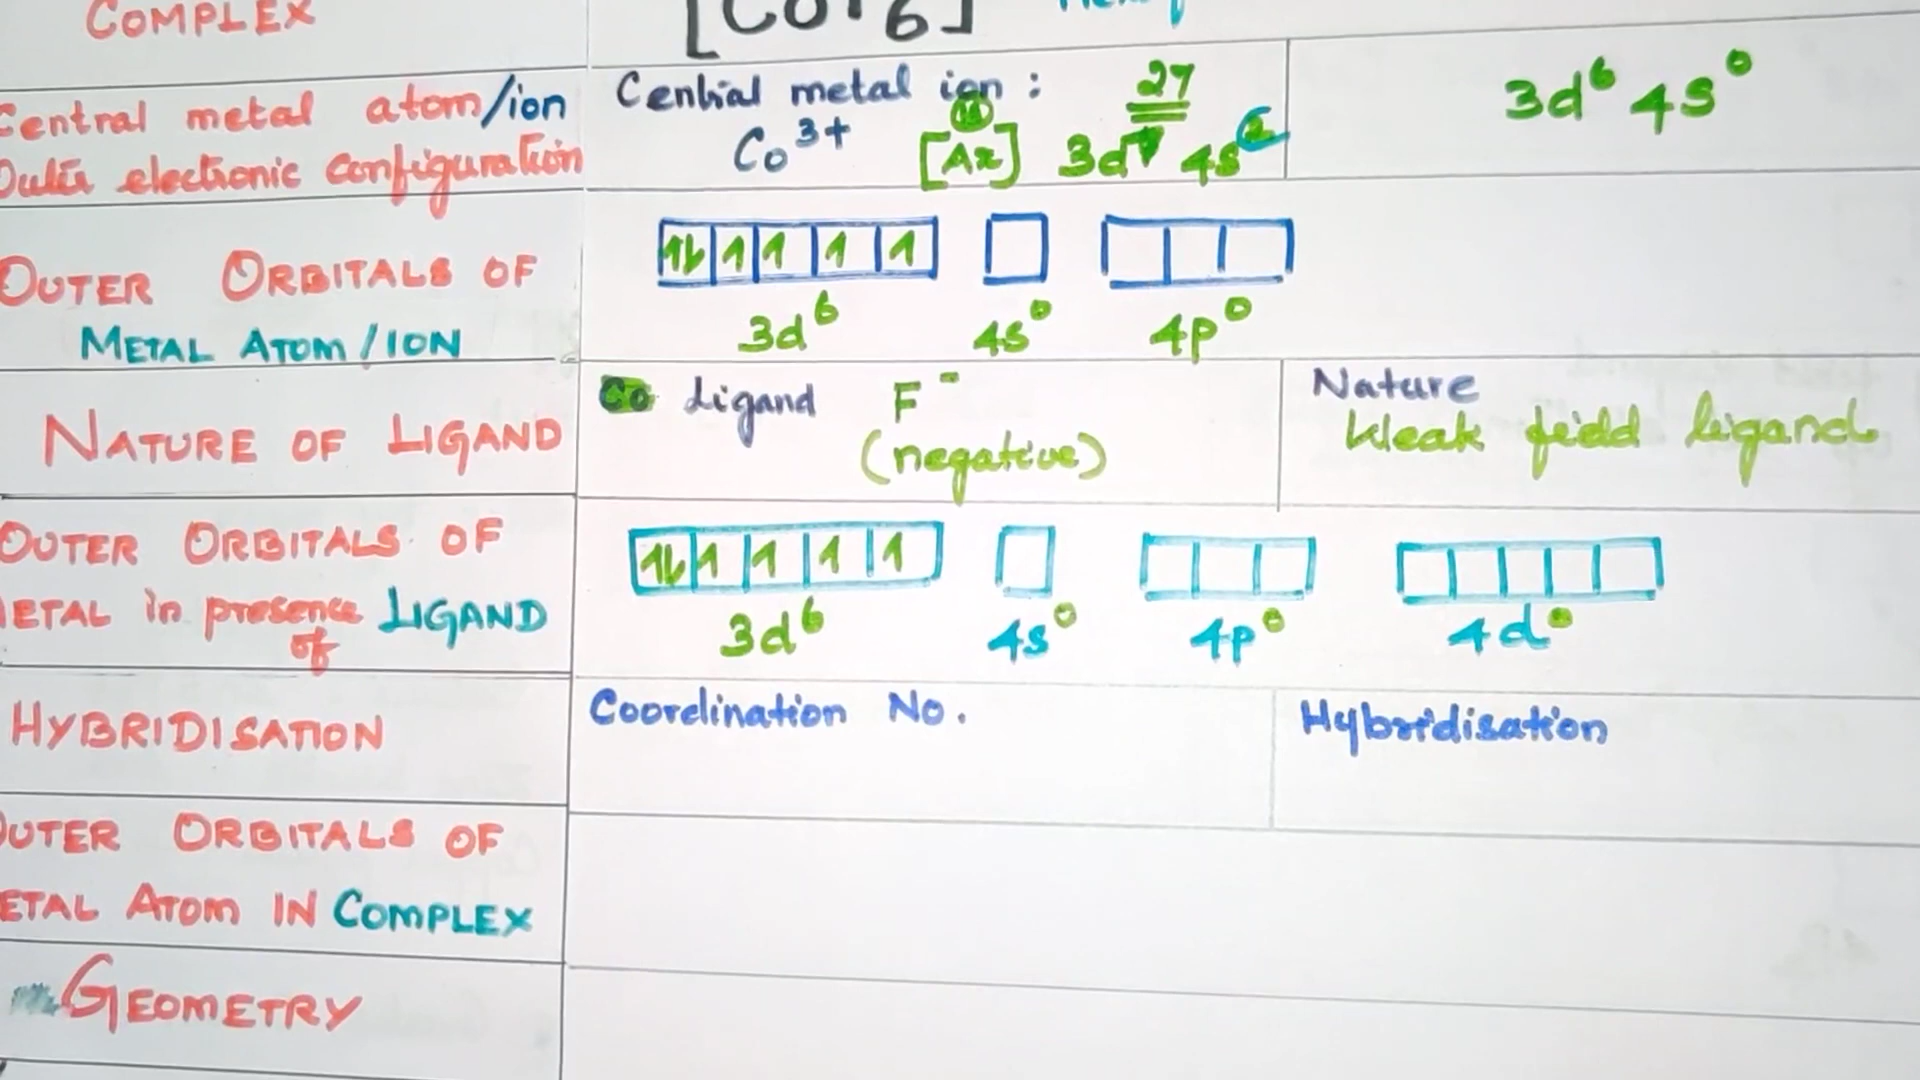 COMPLEX
[CoF6]
Central metal atom/ion
Outer electronic configuration
Central metal ion :
27
Co3+ [Ar] 3d7 4s2
18
3d6 4s0
OUTER ORBITALS OF
METAL ATOM/ION
3d6 4s0 4p0
NATURE OF LIGAND
Co Ligand F-
(negative)
Nature
Weak field ligand
OUTER ORBITALS OF
METAL in presence of LIGAND
3d6 4s0 4p0 4d0
HYBRIDISATION
Coordination No.
Hybridisation
OUTER ORBITALS OF
METAL ATOM IN COMPLEX
GEOMETRY